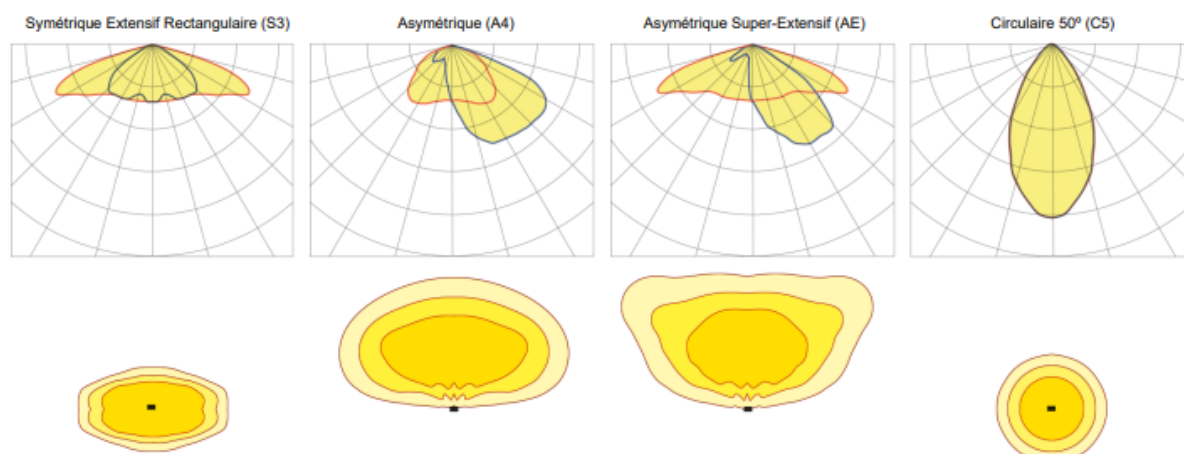 Symétrique Extensif Rectangulaire (S3)
Asymétrique (A4)
Asymétrique Super-Extensif (AE)
Circulaire 50º (C5)